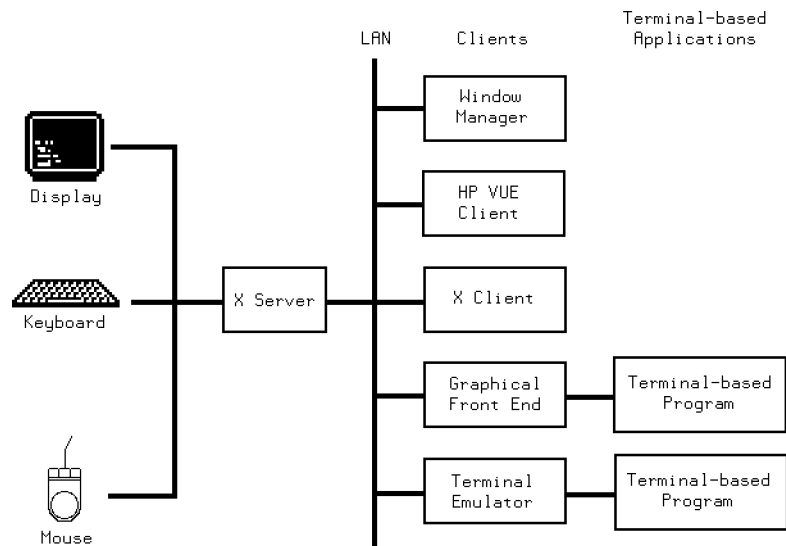 LAN
Clients
Terminal-based
Applications
Window
Manager
Display
HP VUE
Client
Keyboard
X Server
X Client
Graphical
Front End
Terminal-based
Program
Mouse
Terminal
Emulator
Terminal-based
Program